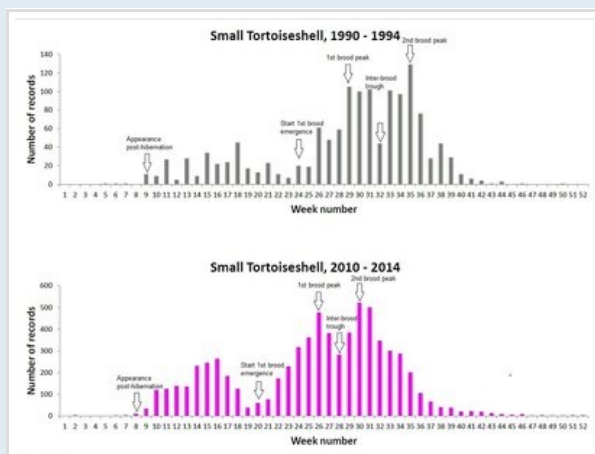 Small Tortoiseshell, 1990 - 1994
2nd brood peak
1st brood peak
Inter-brood
trough
Start 1st brood
emergence
Appearance
post-hibernation
Number of records
140
120
100
80
60
40
20
0
1 2 3 4 5 6 7 8 9 10 11 12 13 14 15 16 17 18 19 20 21 22 23 24 25 26 27 28 29 30 31 32 33 34 35 36 37 38 39 40 41 42 43 44 45 46 47 48 49 50 51 52
Week number
Small Tortoiseshell, 2010 - 2014
2nd brood peak
1st brood peak
Inter-brood
trough
Start 1st brood
emergence
Appearance
post-hibernation
Number of records
600
500
400
300
200
100
0
1 2 3 4 5 6 7 8 9 10 11 12 13 14 15 16 17 18 19 20 21 22 23 24 25 26 27 28 29 30 31 32 33 34 35 36 37 38 39 40 41 42 43 44 45 46 47 48 49 50 51 52
Week number